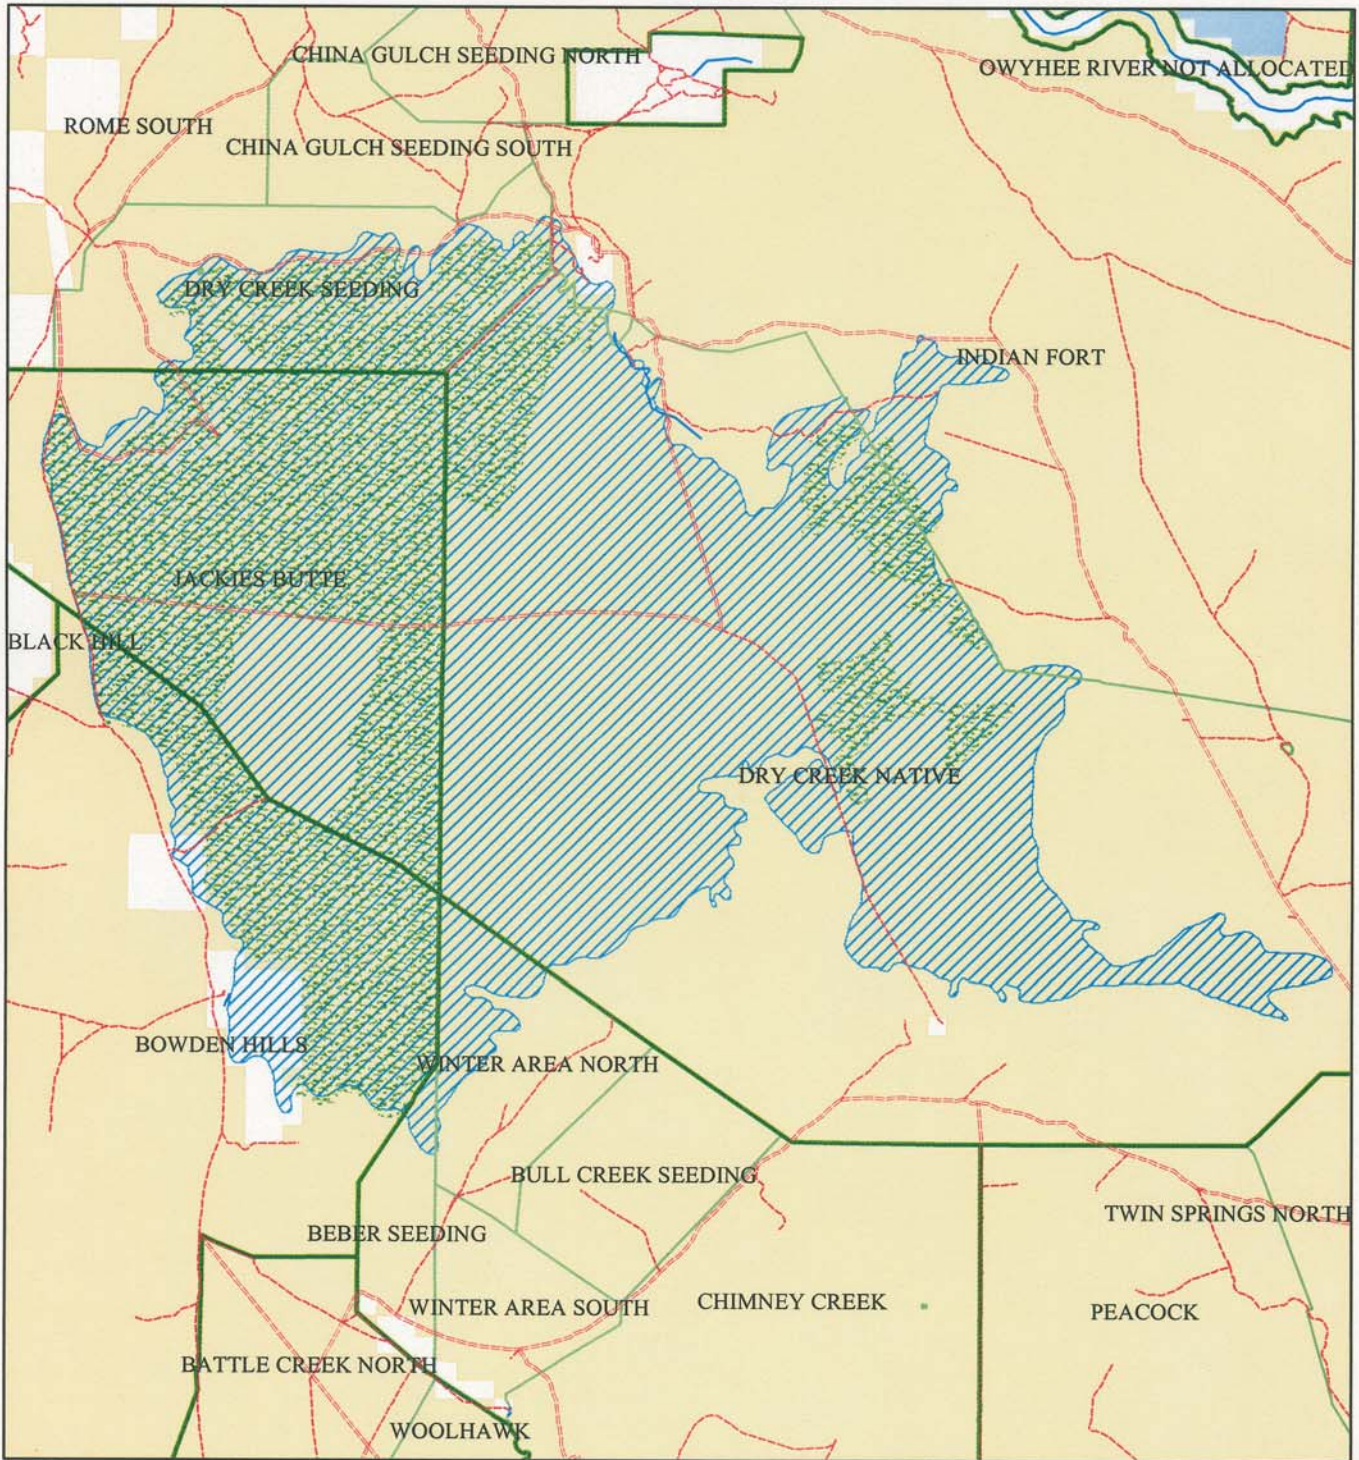 CHINA GULCH SEEDING NORTH
OWYHEE RIVER NOT ALLOCATED
ROME SOUTH
CHINA GULCH SEEDING SOUTH
DRY CREEK SEEDING
INDIAN FORT
JACKIES BUTTE
BLACK HILL
DRY CREEK NATIVE
BOWDEN HILLS
WINTER AREA NORTH
BULL CREEK SEEDING
TWIN SPRINGS NORTH
BEBER SEEDING
WINTER AREA SOUTH
CHIMNEY CREEK
PEACOCK
BATTLE CREEK NORTH
WOOLHAWK